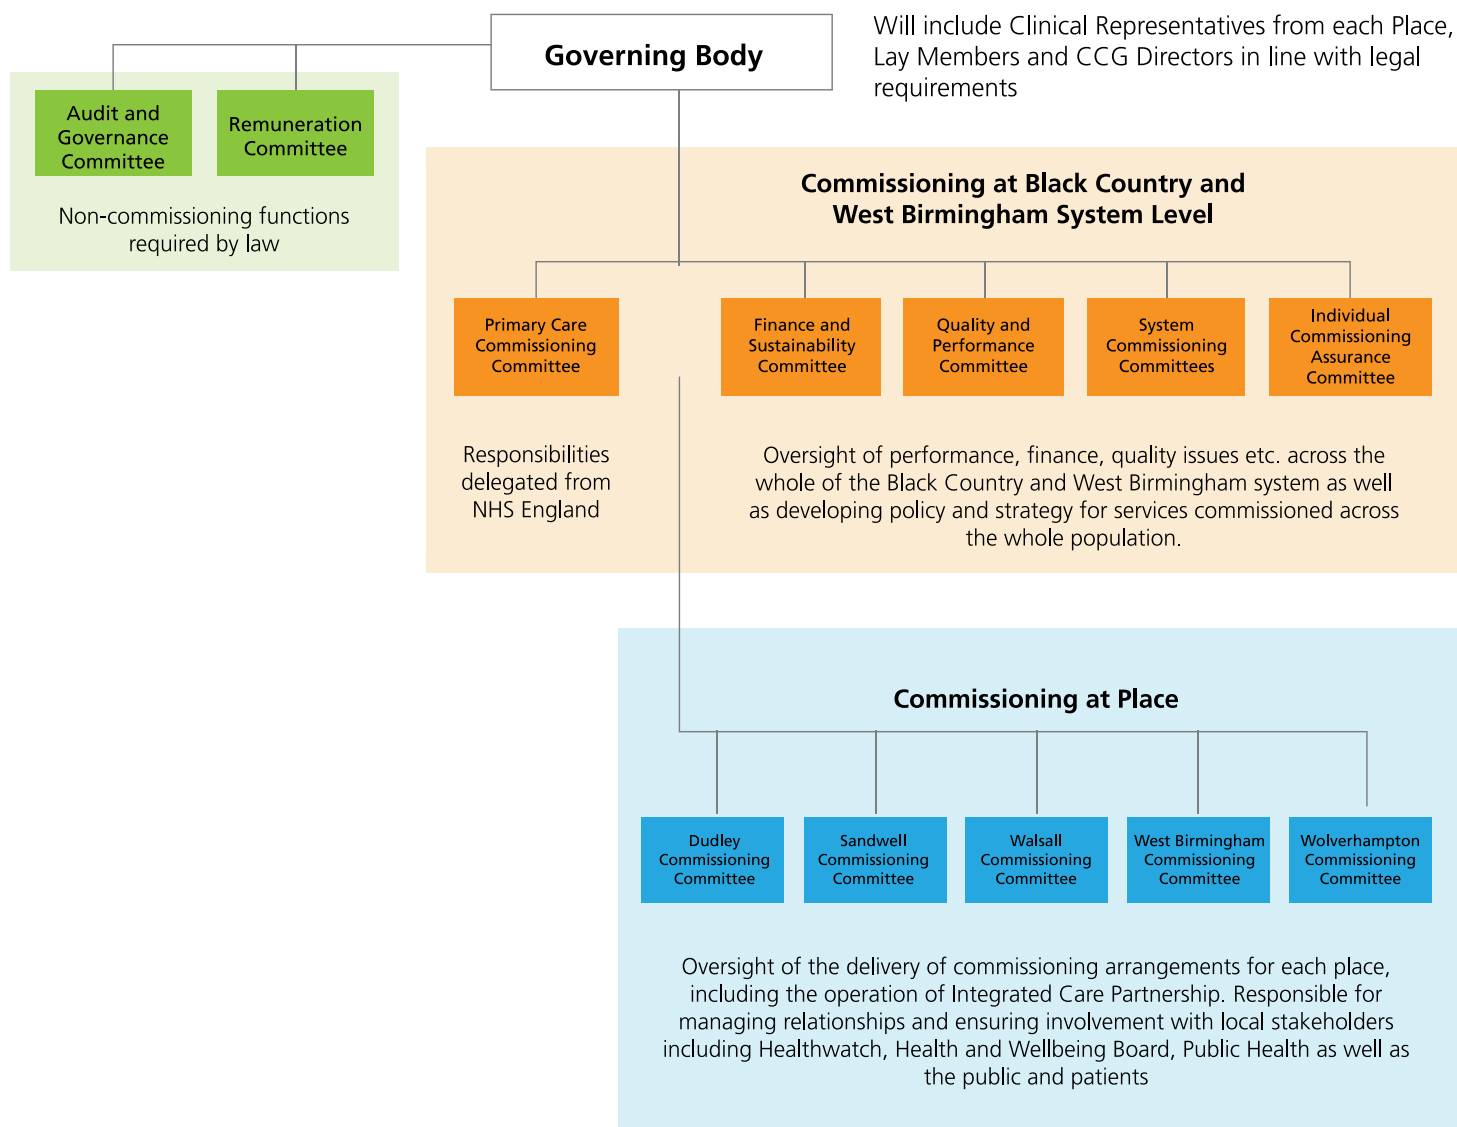 Governing Body
Will include Clinical Representatives from each Place,
Lay Members and CCG Directors in line with legal
requirements
Audit and
Governance
Committee
Remuneration
Committee
Non-commissioning functions
required by law
Commissioning at Black Country and
West Birmingham System Level
Primary Care
Commissioning
Committee
Finance and
Sustainability
Committee
Quality and
Performance
Committee
System
Commissioning
Committees
Individual
Commissioning
Assurance
Committee
Responsibilities
delegated from
NHS England
Oversight of performance, finance, quality issues etc. across the
whole of the Black Country and West Birmingham system as well
as developing policy and strategy for services commissioned across
the whole population.
Commissioning at Place
Dudley
Commissioning
Committee
Sandwell
Commissioning
Committee
Walsall
Commissioning
Committee
West Birmingham
Commissioning
Committee
Wolverhampton
Commissioning
Committee
Oversight of the delivery of commissioning arrangements for each place,
including the operation of Integrated Care Partnership. Responsible for
managing relationships and ensuring involvement with local stakeholders
including Healthwatch, Health and Wellbeing Board, Public Health as well as
the public and patients